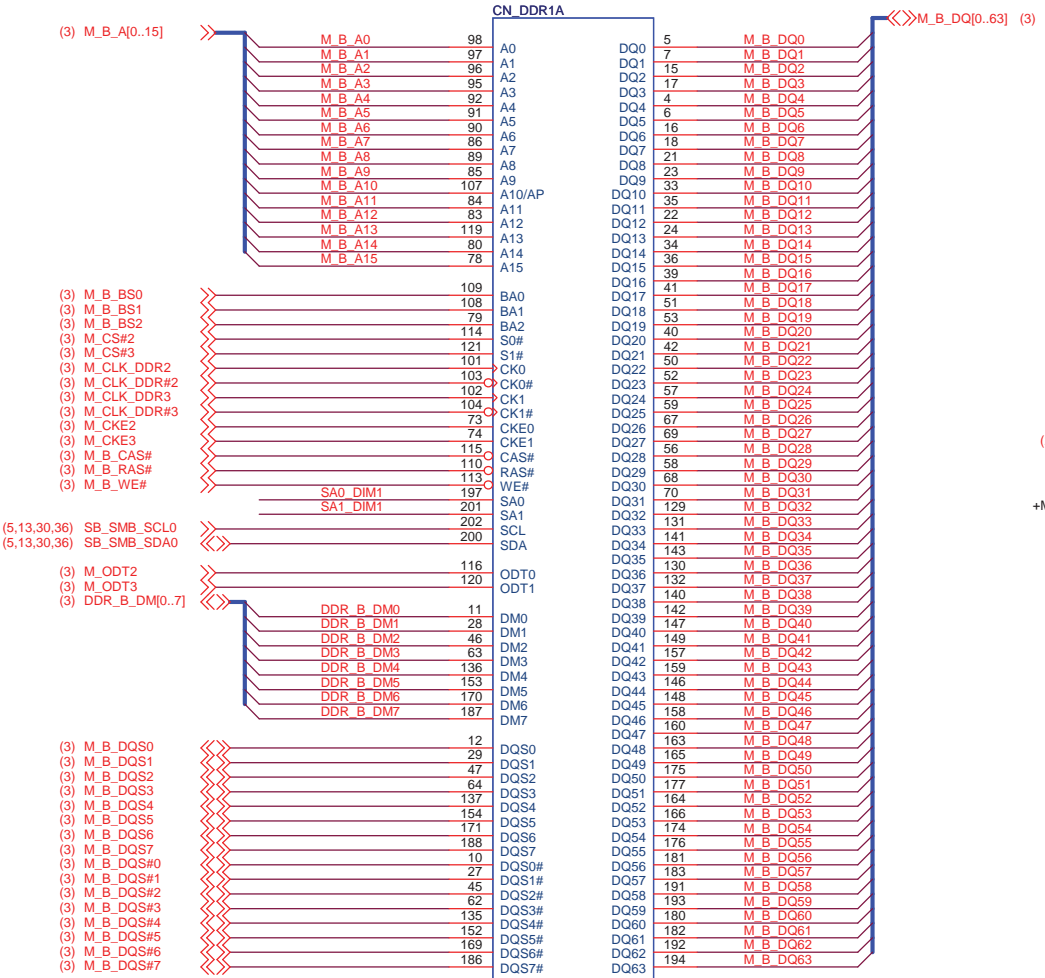 CN_DDR1A
(3) M_B_A[0..15]
M_B_DQ[0..63] (3)
M_B_A0 98 A0 DQ0 5 M_B_DQ0
M_B_A1 97 A1 DQ1 7 M_B_DQ1
M_B_A2 96 A2 DQ2 15 M_B_DQ2
M_B_A3 95 A3 DQ3 17 M_B_DQ3
M_B_A4 92 A4 DQ4 4 M_B_DQ4
M_B_A5 91 A5 DQ5 6 M_B_DQ5
M_B_A6 90 A6 DQ6 16 M_B_DQ6
M_B_A7 86 A7 DQ7 18 M_B_DQ7
M_B_A8 89 A8 DQ8 21 M_B_DQ8
M_B_A9 85 A9 DQ9 23 M_B_DQ9
M_B_A10 107 A10/AP DQ10 33 M_B_DQ10
M_B_A11 84 A11 DQ11 35 M_B_DQ11
M_B_A12 83 A12 DQ12 22 M_B_DQ12
M_B_A13 119 A13 DQ13 24 M_B_DQ13
M_B_A14 80 A14 DQ14 34 M_B_DQ14
M_B_A15 78 A15 DQ15 36 M_B_DQ15
DQ16 39 M_B_DQ16
(3) M_B_BS0 109 BA0 DQ17 41 M_B_DQ17
(3) M_B_BS1 108 BA1 DQ18 51 M_B_DQ18
(3) M_B_BS2 79 BA2 DQ19 53 M_B_DQ19
(3) M_CS#2 114 S0# DQ20 40 M_B_DQ20
(3) M_CS#3 121 S1# DQ21 42 M_B_DQ21
(3) M_CLK_DDR2 101 CK0 DQ22 50 M_B_DQ22
(3) M_CLK_DDR#2 103 CK0# DQ23 52 M_B_DQ23
(3) M_CLK_DDR3 102 CK1 DQ24 57 M_B_DQ24
(3) M_CLK_DDR#3 104 CK1# DQ25 59 M_B_DQ25
(3) M_CKE2 73 CKE0 DQ26 67 M_B_DQ26
(3) M_CKE3 74 CKE1 DQ27 69 M_B_DQ27
(3) M_B_CAS# 115 CAS# DQ28 56 M_B_DQ28
(3) M_B_RAS# 110 RAS# DQ29 58 M_B_DQ29
(3) M_B_WE# 113 WE# DQ30 68 M_B_DQ30
SA0_DIM1 197 SA0 DQ31 70 M_B_DQ31
SA1_DIM1 201 SA1 DQ32 129 M_B_DQ32
(5,13,30,36) SB_SMB_SCL0 202 SCL DQ33 131 M_B_DQ33
(5,13,30,36) SB_SMB_SDA0 200 SDA DQ34 141 M_B_DQ34
DQ35 143 M_B_DQ35
(3) M_ODT2 116 ODT0 DQ36 130 M_B_DQ36
(3) M_ODT3 120 ODT1 DQ37 132 M_B_DQ37
(3) DDR_B_DM[0..7] DQ38 140 M_B_DQ38
DDR_B_DM0 11 DM0 DQ39 142 M_B_DQ39
DDR_B_DM1 28 DM1 DQ40 147 M_B_DQ40
DDR_B_DM2 46 DM2 DQ41 149 M_B_DQ41
DDR_B_DM3 63 DM3 DQ42 157 M_B_DQ42
DDR_B_DM4 136 DM4 DQ43 159 M_B_DQ43
DDR_B_DM5 153 DM5 DQ44 146 M_B_DQ44
DDR_B_DM6 170 DM6 DQ45 148 M_B_DQ45
DDR_B_DM7 187 DM7 DQ46 158 M_B_DQ46
DQ47 160 M_B_DQ47
(3) M_B_DQS0 12 DQS0 DQ48 163 M_B_DQ48
(3) M_B_DQS1 29 DQS1 DQ49 165 M_B_DQ49
(3) M_B_DQS2 47 DQS2 DQ50 175 M_B_DQ50
(3) M_B_DQS3 64 DQS3 DQ51 177 M_B_DQ51
(3) M_B_DQS4 137 DQS4 DQ52 164 M_B_DQ52
(3) M_B_DQS5 154 DQS5 DQ53 166 M_B_DQ53
(3) M_B_DQS6 171 DQS6 DQ54 174 M_B_DQ54
(3) M_B_DQS7 188 DQS7 DQ55 176 M_B_DQ55
(3) M_B_DQS#0 10 DQS0# DQ56 181 M_B_DQ56
(3) M_B_DQS#1 27 DQS1# DQ57 183 M_B_DQ57
(3) M_B_DQS#2 45 DQS2# DQ58 191 M_B_DQ58
(3) M_B_DQS#3 62 DQS3# DQ59 193 M_B_DQ59
(3) M_B_DQS#4 135 DQS4# DQ60 180 M_B_DQ60
(3) M_B_DQS#5 152 DQS5# DQ61 182 M_B_DQ61
(3) M_B_DQS#6 169 DQS6# DQ62 192 M_B_DQ62
(3) M_B_DQS#7 186 DQS7# DQ63 194 M_B_DQ63